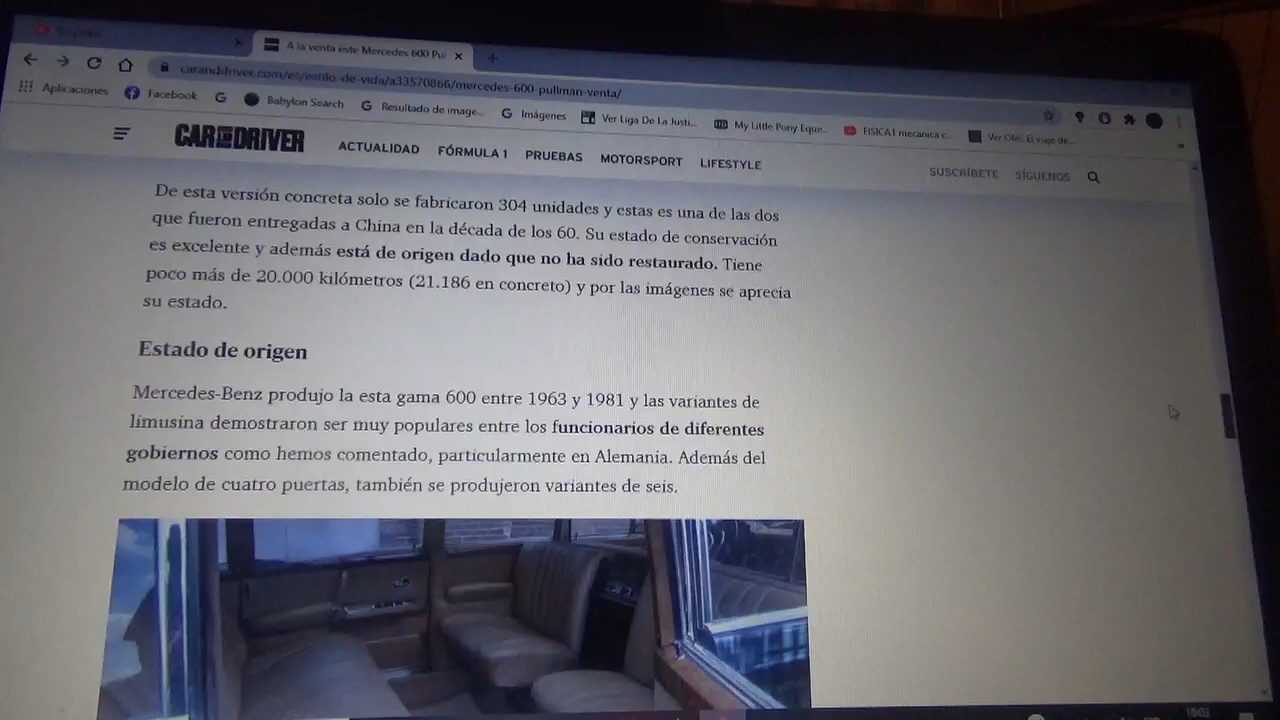 A la venta este Mercedes 600 Pul
caranddriver.com/es/estilo-de-vida/a33570866/mercedes-600-pullman-venta/
Aplicaciones Facebook Babylon Search Resultado de image... Imágenes Ver Liga De La Justi... My Little Pony Eque... FISICA1 mecanica c... Ver
CAR AND DRIVER ACTUALIDAD FÓRMULA 1 PRUEBAS MOTORSPORT LIFESTYLE SUSCRÍBETE SÍGUENOS
De esta versión concreta solo se fabricaron 304 unidades y estas es una de las dos
que fueron entregadas a China en la década de los 60. Su estado de conservación
es excelente y además está de origen dado que no ha sido restaurado. Tiene
poco más de 20.000 kilómetros (21.186 en concreto) y por las imágenes se aprecia
su estado.
Estado de origen
Mercedes-Benz produjo la esta gama 600 entre 1963 y 1981 y las variantes de
limusina demostraron ser muy populares entre los funcionarios de diferentes
gobiernos como hemos comentado, particularmente en Alemania. Además del
modelo de cuatro puertas, también se produjeron variantes de seis.